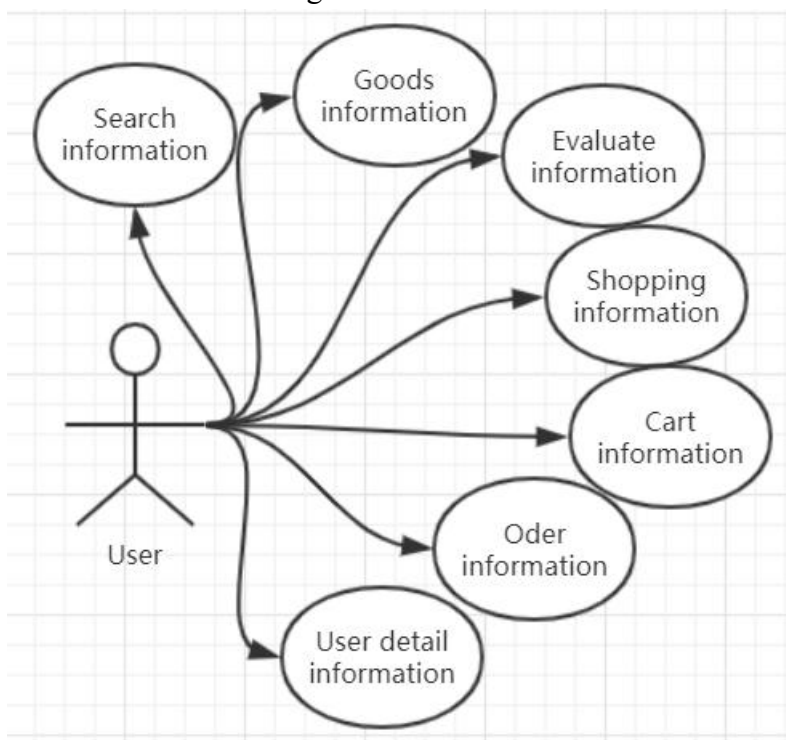 Goods
information
Search
information
Evaluate
information
Shopping
information
Cart
information
Oder
information
User
User detail
information